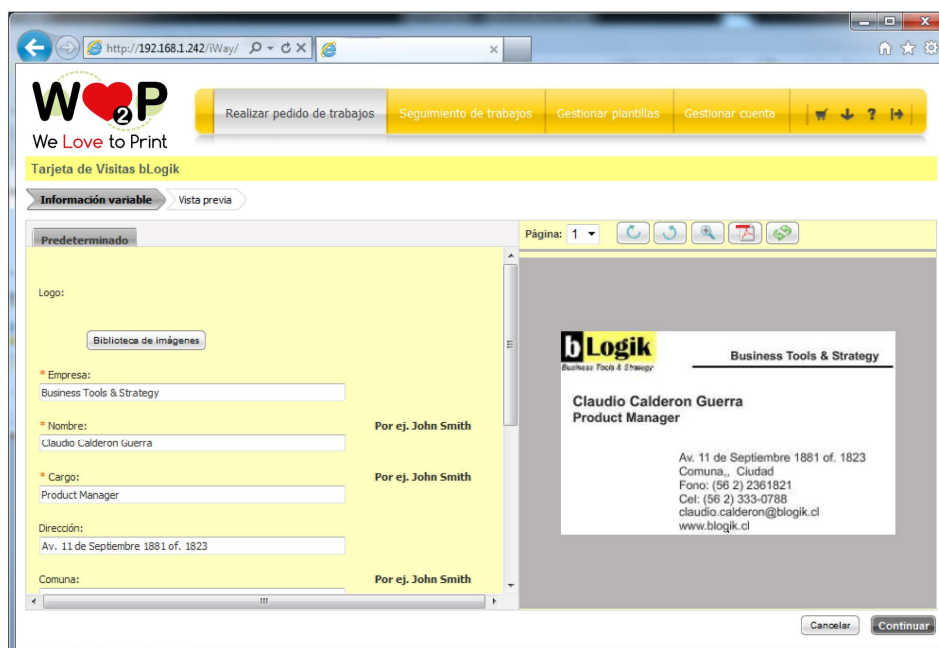 http://192.168.1.242/iWay/
W 2 P
We Love to Print
Realizar pedido de trabajos
Seguimiento de trabajos
Gestionar plantillas
Gestionar cuenta
?
Tarjeta de Visitas bLogik
Información variable
Vista previa
Predeterminado
Logo:
Biblioteca de imágenes
* Empresa:
Business Tools & Strategy
* Nombre:
Por ej. John Smith
Claudio Calderon Guerra
* Cargo:
Por ej. John Smith
Product Manager
Dirección:
Av. 11 de Septiembre 1881 of. 1823
Comuna:
Por ej. John Smith
Página: 1
bLogik
Business Tools & Strategy
Business Tools & Strategy
Claudio Calderon Guerra
Product Manager
Av. 11 de Septiembre 1881 of. 1823
Comuna,, Ciudad
Fono: (56 2) 2361821
Cel: (56 2) 333-0788
claudio.calderon@blogik.cl
www.blogik.cl
Cancelar
Continuar